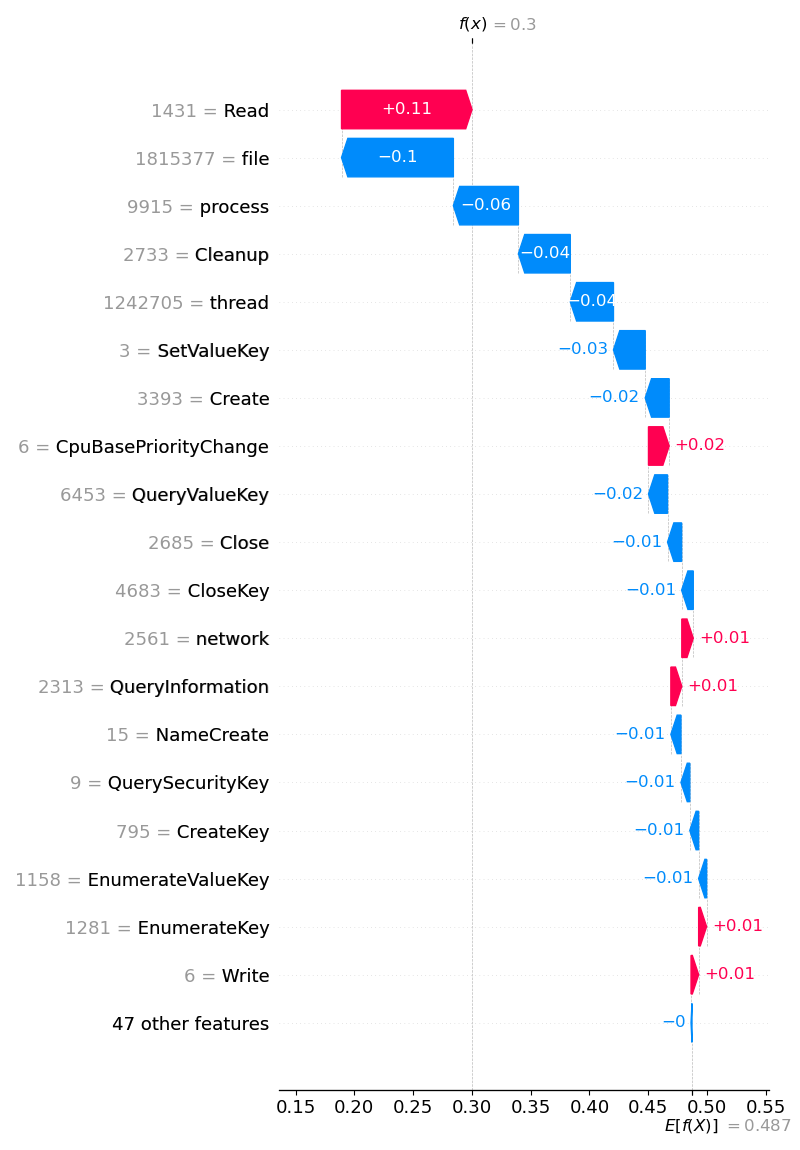 f(x) = 0.3
1431 = Read
+0.11
1815377 = file
−0.1
9915 = process
−0.06
2733 = Cleanup
−0.04
1242705 = thread
−0.04
3 = SetValueKey
−0.03
3393 = Create
−0.02
6 = CpuBasePriorityChange
+0.02
6453 = QueryValueKey
−0.02
2685 = Close
−0.01
4683 = CloseKey
−0.01
2561 = network
+0.01
2313 = QueryInformation
+0.01
15 = NameCreate
−0.01
9 = QuerySecurityKey
−0.01
795 = CreateKey
−0.01
1158 = EnumerateValueKey
−0.01
1281 = EnumerateKey
+0.01
6 = Write
+0.01
47 other features
−0
0.15 0.20 0.25 0.30 0.35 0.40 0.45 0.50 0.55
E[f(X)] = 0.487